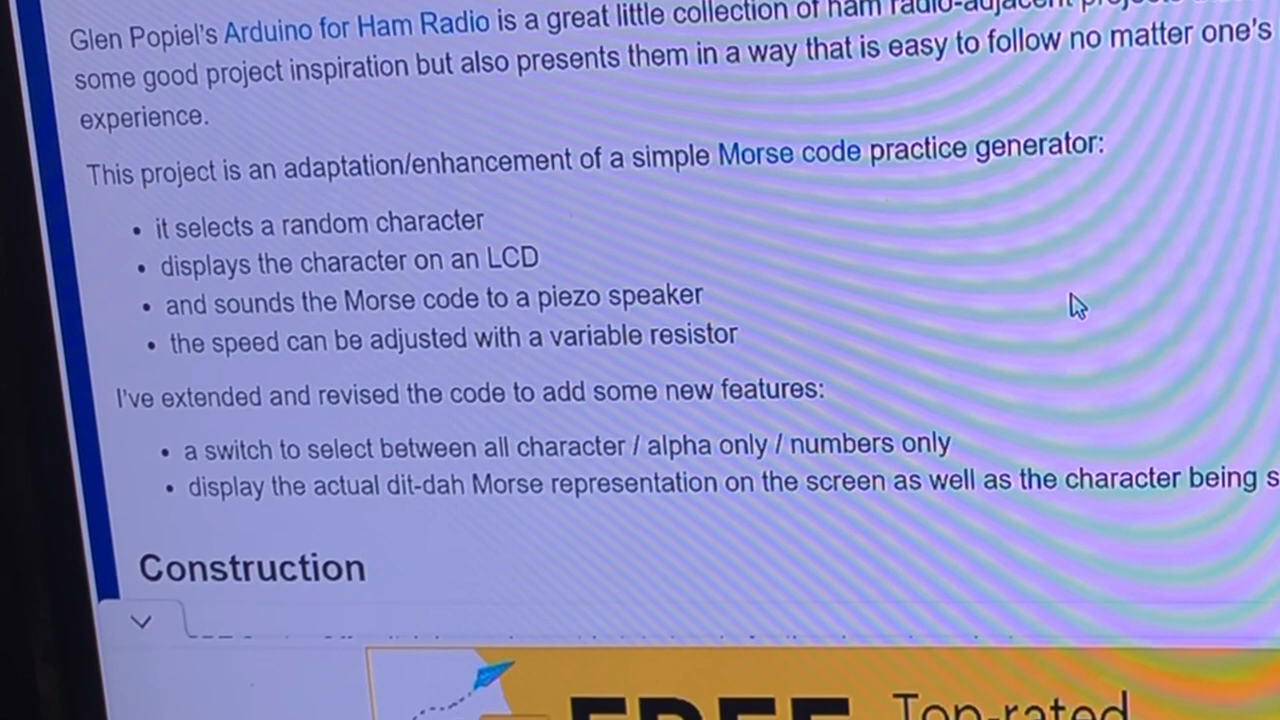 Glen Popiel's Arduino for Ham Radio is a great little collection of ham radio-adjacent
some good project inspiration but also presents them in a way that is easy to follow no matter one's
experience.
This project is an adaptation/enhancement of a simple Morse code practice generator:
• it selects a random character
• displays the character on an LCD
• and sounds the Morse code to a piezo speaker
• the speed can be adjusted with a variable resistor
I've extended and revised the code to add some new features:
• a switch to select between all character / alpha only / numbers only
• display the actual dit-dah Morse representation on the screen as well as the character being
Construction
FREE Top-rated